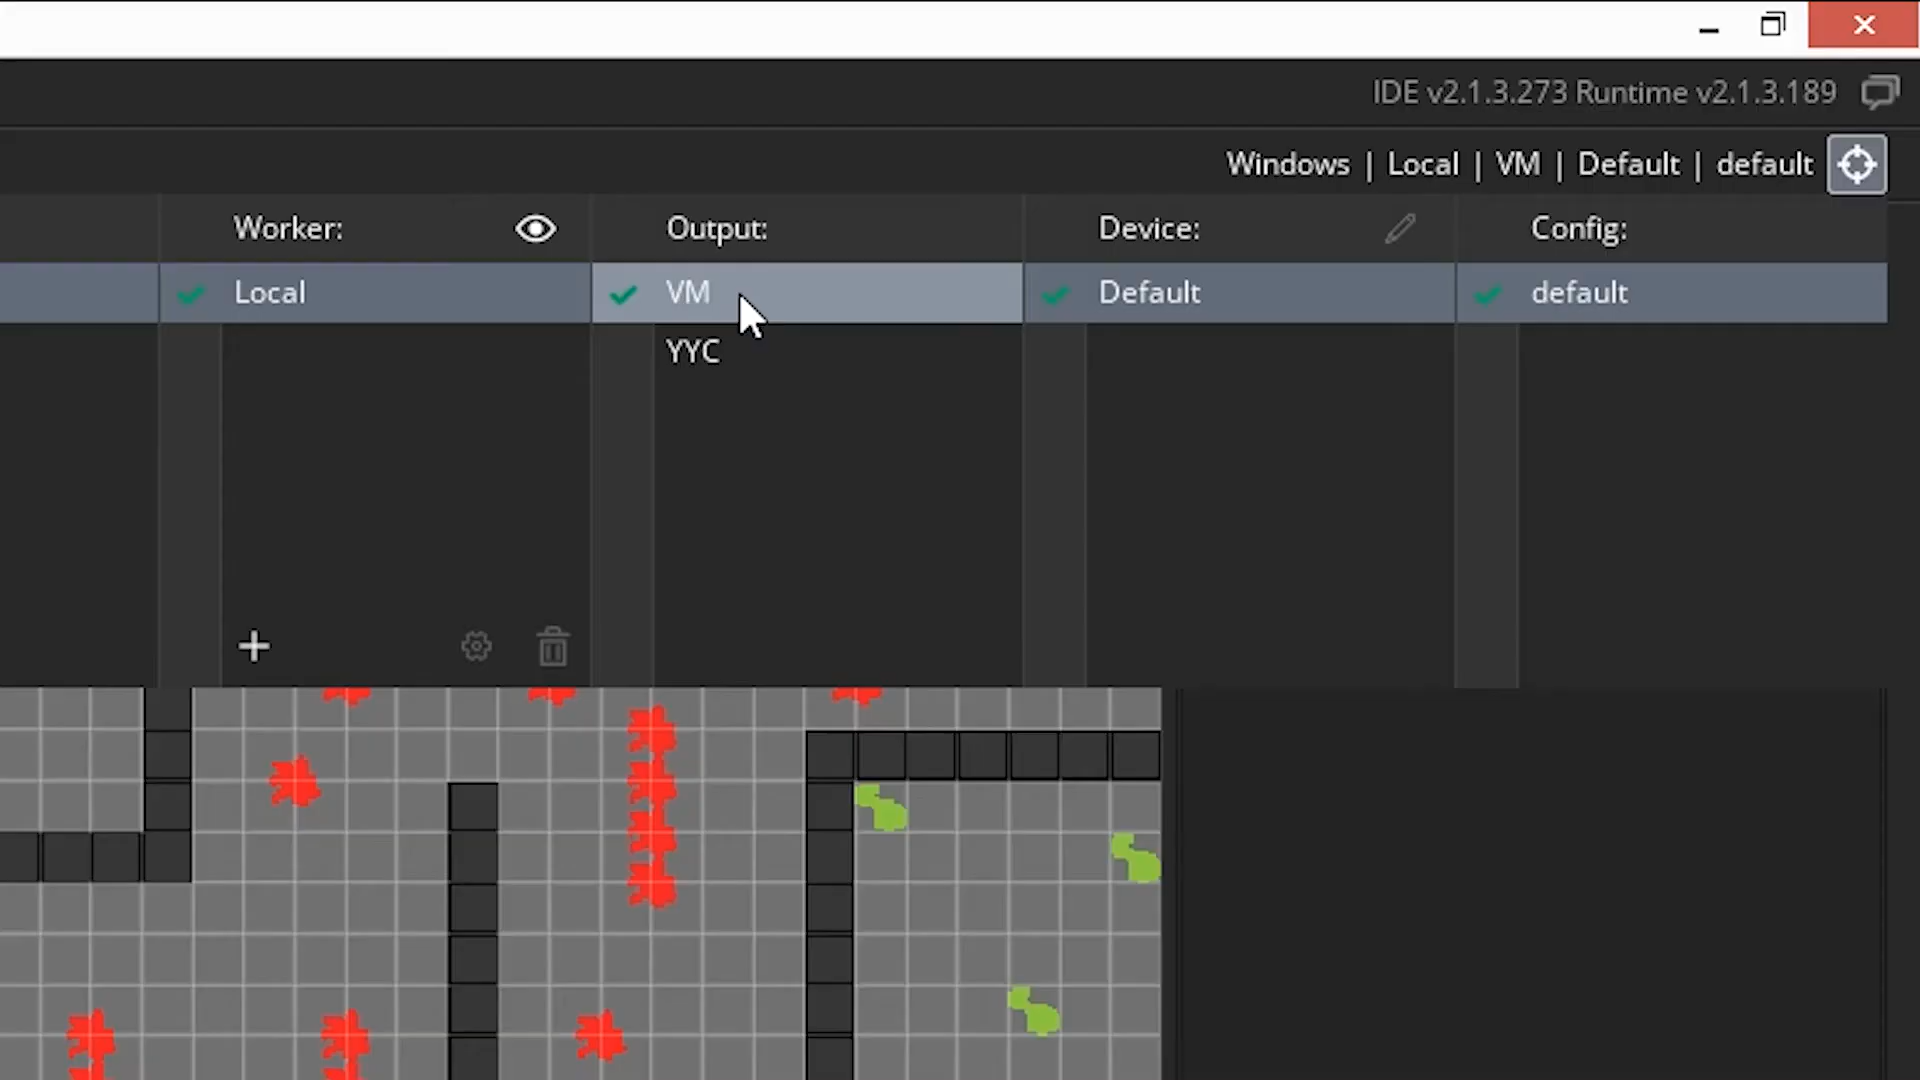 IDE v2.1.3.273 Runtime v2.1.3.189
Windows | Local | VM | Default | default
Worker: Output: Device: Config:
Local VM Default default
YYC